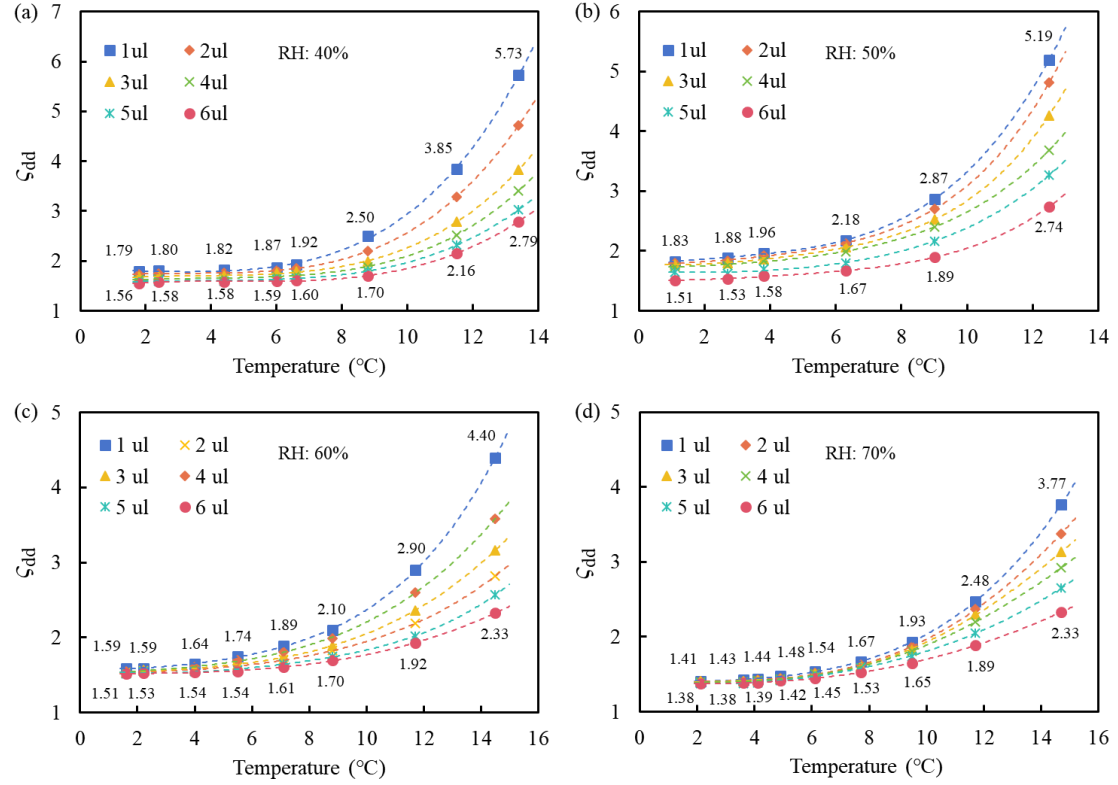 (a)
7
6
5
4
3
2
1
ςdd
1ul 2ul
3ul 4ul
5ul 6ul
RH: 40%
5.73
3.85
2.50
1.79 1.80 1.82 1.87 1.92
1.56 1.58 1.58 1.59 1.60 1.70 2.16 2.79
0 2 4 6 8 10 12 14
Temperature (°C)
(b)
6
5
4
3
2
1
ςdd
1ul 2ul
3ul 4ul
5ul 6ul
RH: 50%
5.19
2.87
1.83 1.88 1.96 2.18
1.51 1.53 1.58 1.67 1.89 2.74
0 2 4 6 8 10 12 14
Temperature (°C)
(c)
5
4
3
2
1
ςdd
1 ul 2 ul
3 ul 4 ul
5 ul 6 ul
RH: 60%
4.40
2.90
1.59 1.59 1.64 1.74 1.89 2.10
1.51 1.53 1.54 1.54 1.61 1.70 1.92 2.33
0 2 4 6 8 10 12 14 16
Temperature (°C)
(d)
5
4
3
2
1
ςdd
1 ul 2 ul
3 ul 4 ul
5 ul 6 ul
RH: 70%
3.77
2.48
1.41 1.43 1.44 1.48 1.54 1.67 1.93
1.38 1.38 1.39 1.42 1.45 1.53 1.65 1.89 2.33
0 2 4 6 8 10 12 14 16
Temperature (°C)